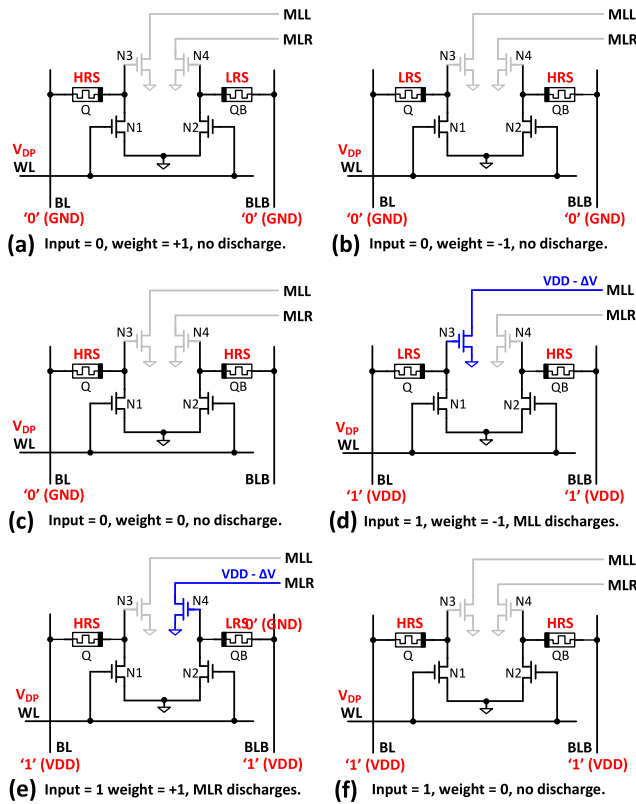 MLL
MLR
N3 N4
HRS LRS
Q QB
N1 N2
VDP
WL
BL BLB
‘0’ (GND) ‘0’ (GND)
(a) Input = 0, weight = +1, no discharge.
MLL
MLR
N3 N4
LRS HRS
Q QB
N1 N2
VDP
WL
BL BLB
‘0’ (GND) ‘0’ (GND)
(b) Input = 0, weight = -1, no discharge.
MLL
MLR
N3 N4
HRS HRS
Q QB
N1 N2
VDP
WL
BL BLB
‘0’ (GND)
(c) Input = 0, weight = 0, no discharge.
VDD - ΔV
MLL
MLR
N3 N4
LRS HRS
Q QB
N1 N2
VDP
WL
BL BLB
‘1’ (VDD) ‘1’ (VDD)
(d) Input = 1, weight = -1, MLL discharges.
MLL
VDD - ΔV
MLR
N3 N4
HRS LRS
‘0’ (GND)
Q QB
N1 N2
VDP
WL
BL BLB
‘1’ (VDD) ‘1’ (VDD)
(e) Input = 1 weight = +1, MLR discharges.
MLL
MLR
N3 N4
HRS HRS
Q QB
N1 N2
VDP
WL
BL BLB
‘1’ (VDD) ‘1’ (VDD)
(f) Input = 1, weight = 0, no discharge.